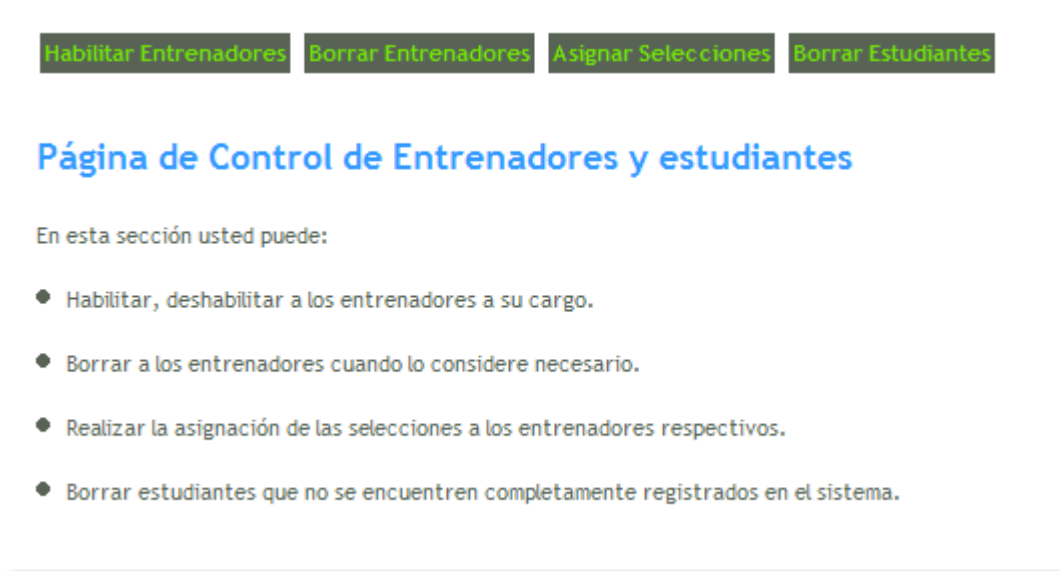 Habilitar Entrenadores Borrar Entrenadores Asignar Selecciones Borrar Estudiantes
Página de Control de Entrenadores y estudiantes
En esta sección usted puede:
Habilitar, deshabilitar a los entrenadores a su cargo.
Borrar a los entrenadores cuando lo considere necesario.
Realizar la asignación de las selecciones a los entrenadores respectivos.
Borrar estudiantes que no se encuentren completamente registrados en el sistema.